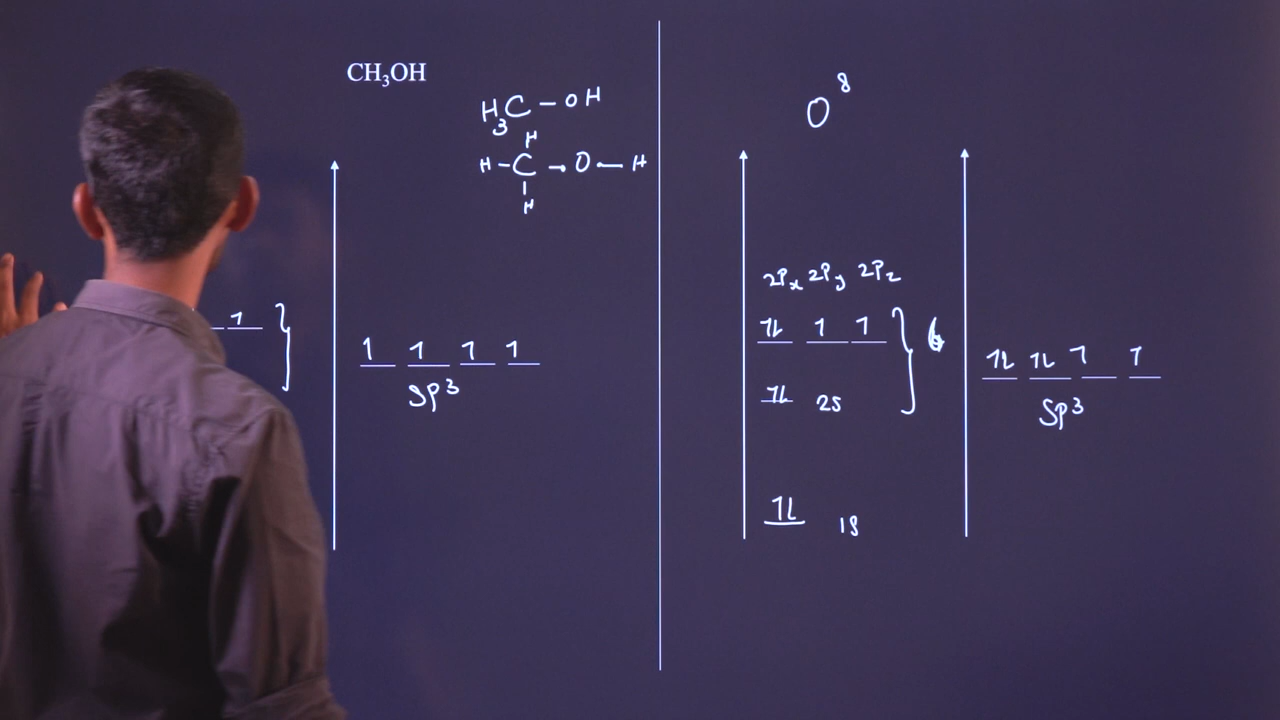 CH₃OH
H₃C - OH
H
H - C - O - H
H
1 1 1 1
SP³
O⁸
2Px 2Py 2Pz
1L 1 1
6
1L 2S
1L 1S
1L 1L 1 1
SP³